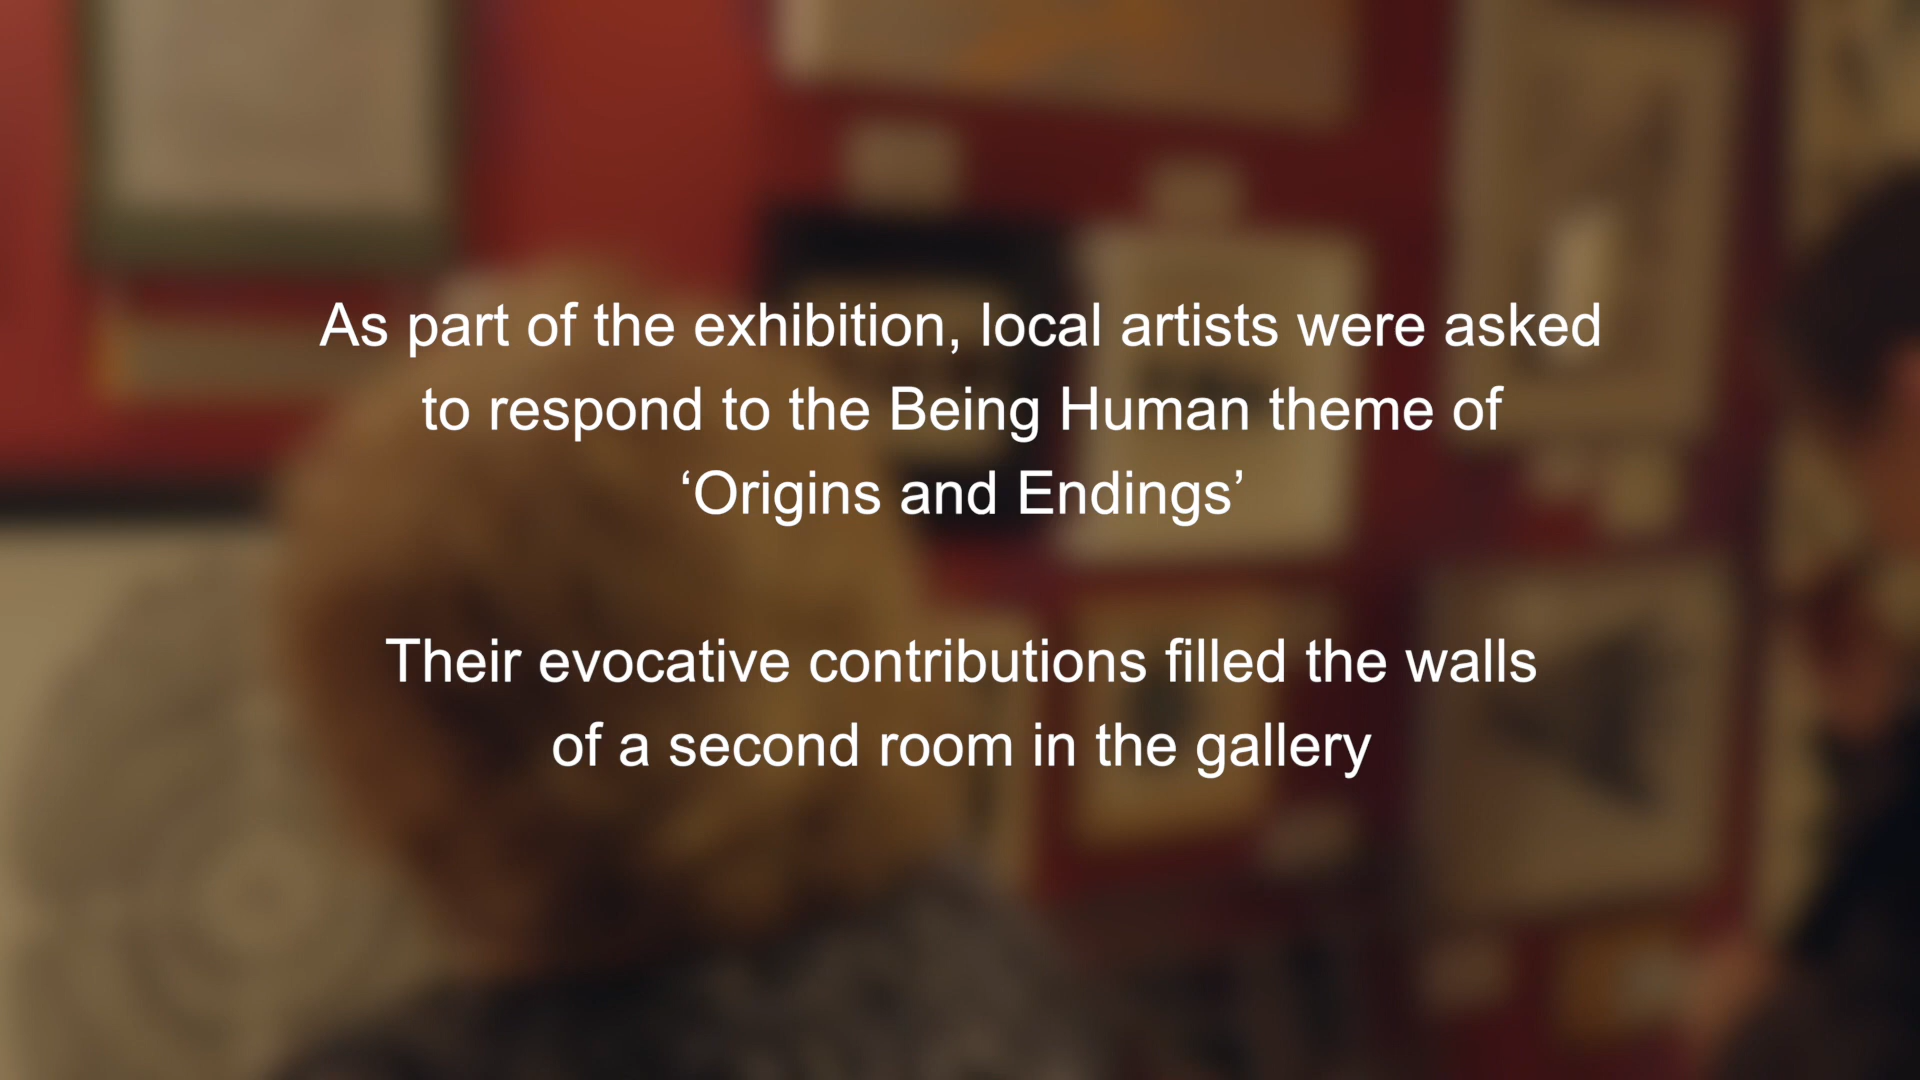 As part of the exhibition, local artists were asked
to respond to the Being Human theme of
‘Origins and Endings’
Their evocative contributions filled the walls
of a second room in the gallery